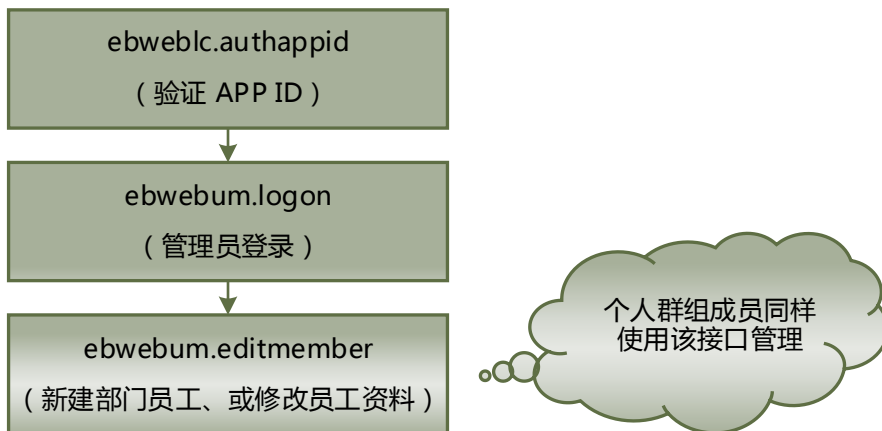 ebweblc.authappid
（验证 APP ID）
ebwebum.logon
（管理员登录）
ebwebum.editmember
（新建部门员工、或修改员工资料）
个人群组成员同样
使用该接口管理